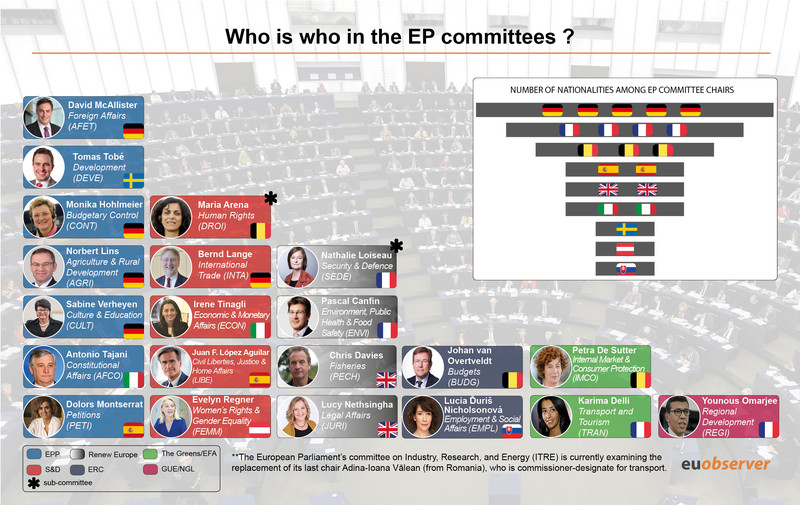 Who is who in the EP committees ?
NUMBER OF NATIONALITIES AMONG EP COMMITTEE CHAIRS
David McAllister
Foreign Affairs
(AFET)
Tomas Tobé
Development
(DEVE)
Monika Hohlmeier
Budgetary Control
(CONT)
Maria Arena
Human Rights
(DROI)
*
Norbert Lins
Agriculture & Rural
Development
(AGRI)
Bernd Lange
International
Trade (INTA)
Nathalie Loiseau
Security & Defence
(SEDE)
*
Sabine Verheyen
Culture & Education
(CULT)
Irene Tinagli
Economic & Monetary
Affairs (ECON)
Pascal Canfin
Environment, Public
Health & Food
Safety (ENVI)
Antonio Tajani
Constitutional
Affairs (AFCO)
Juan F. López Aguilar
Civil Liberties, Justice &
Home Affairs
(LIBE)
Chris Davies
Fisheries
(PECH)
Johan van
Overtveldt
Budgets
(BUDG)
Petra De Sutter
Internal Market &
Consumer Protection
(IMCO)
Dolors Montserrat
Petitions
(PETI)
Evelyn Regner
Women's Rights &
Gender Equality
(FEMM)
Lucy Nethsingha
Legal Affairs
(JURI)
Lucia Ďuriš
Nicholsonová
Employment & Social
Affairs (EMPL)
Karima Delli
Transport and
Tourism
(TRAN)
Younous Omarjee
Regional
Development
(REGI)
EPP
Renew Europe
The Greens/EFA
S&D
ERC
GUE/NGL
* sub-committee
**The European Parliament's committee on Industry, Research, and Energy (ITRE) is currently examining the
replacement of its last chair Adina-Ioana Vălean (from Romania), who is commissioner-designate for transport.
euobserver